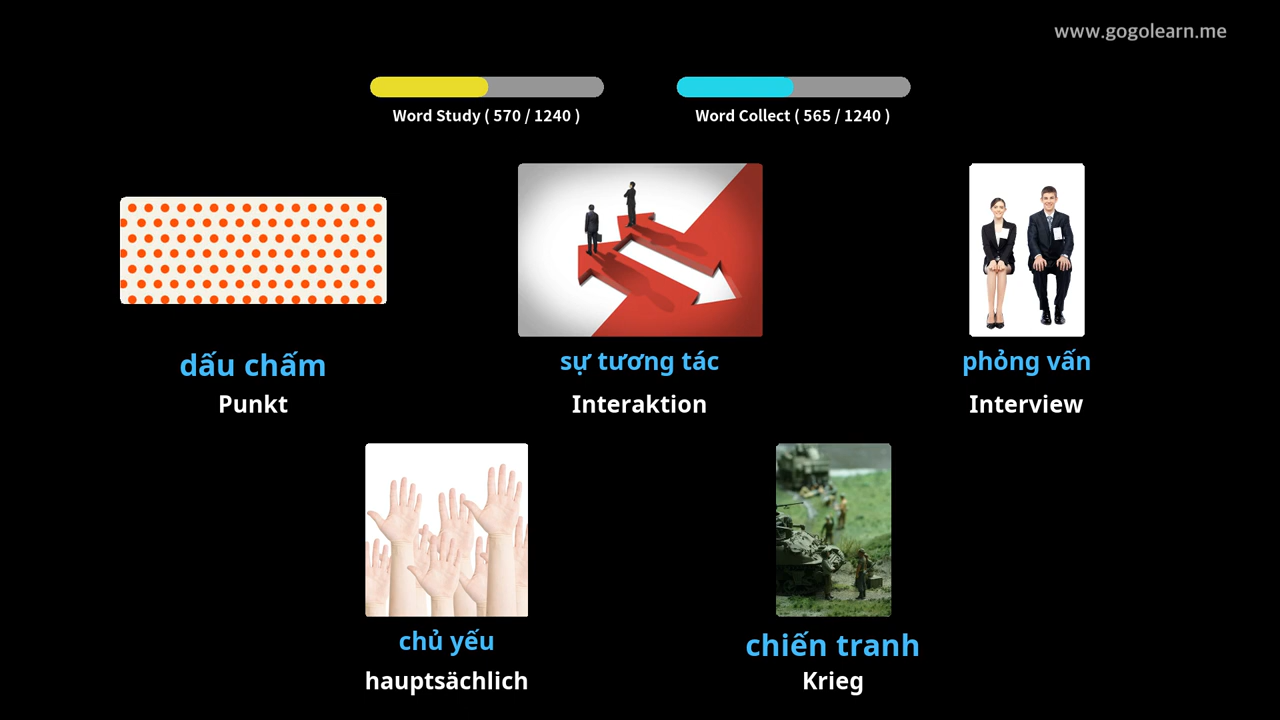 www.gogolearn.me
Word Study ( 570 / 1240 )
Word Collect ( 565 / 1240 )
dấu chấm
Punkt
sự tương tác
Interaktion
phỏng vấn
Interview
chủ yếu
hauptsächlich
chiến tranh
Krieg